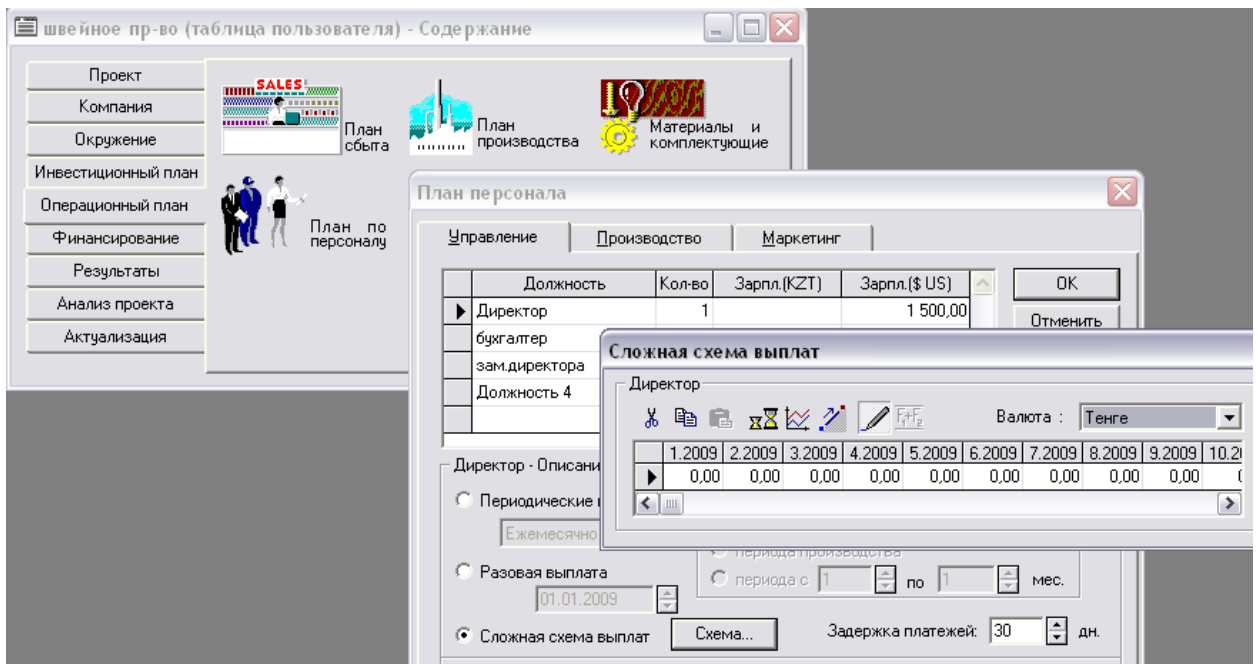 швейное пр-во (таблица пользователя) - Содержание
Проект
Компания
Окружение
Инвестиционный план
Операционный план
Финансирование
Результаты
Анализ проекта
Актуализация
SALES
План сбыта
План производства
Материалы и комплектующие
План по персоналу
План персонала
Управление Производство Маркетинг
Должность Кол-во Зарпл.(KZT) Зарпл.($ US)
Директор 1 1 500,00
бухгалтер
зам.директора
Должность 4
OK
Отменить
Сложная схема выплат
Директор
F₁+F₂
Валюта : Тенге
1.2009 2.2009 3.2009 4.2009 5.2009 6.2009 7.2009 8.2009 9.2009 10.2
0,00 0,00 0,00 0,00 0,00 0,00 0,00 0,00 0,00
Директор - Описани
Периодические
Ежемесячно
периода производства
Разовая выплата
периода с 1 по 1 мес.
01.01.2009
Сложная схема выплат Схема... Задержка платежей: 30 дн.